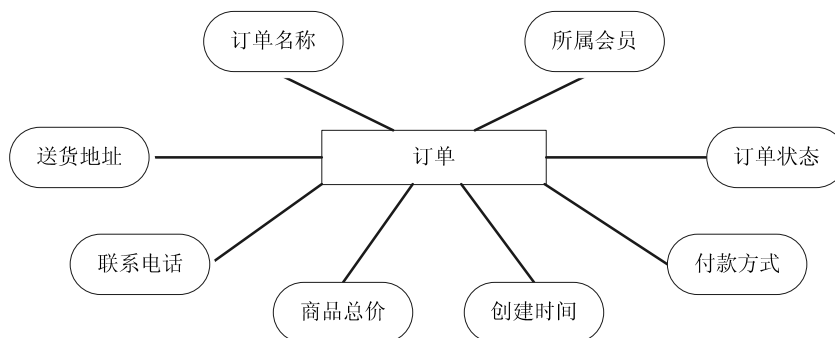 订单名称
所属会员
送货地址
订单
订单状态
联系电话
付款方式
商品总价
创建时间